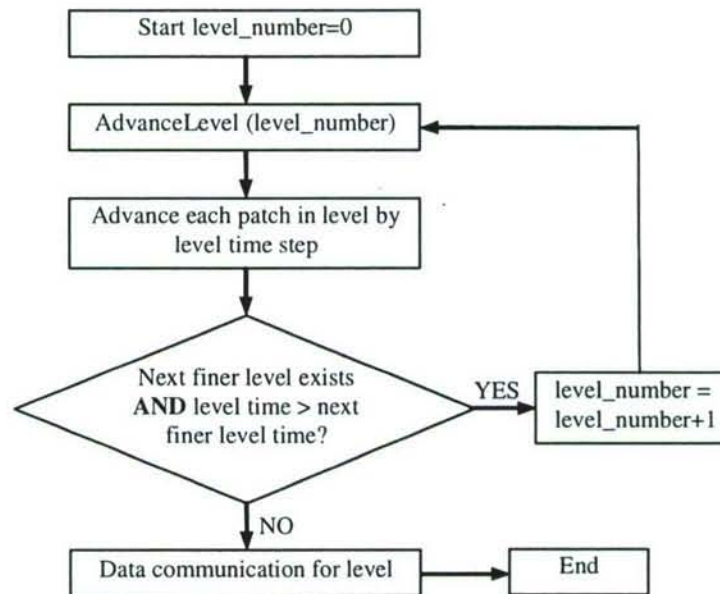 Start level_number=0
AdvanceLevel (level_number)
Advance each patch in level by
level time step
Next finer level exists
AND level time > next
finer level time?
YES
level_number =
level_number+1
NO
Data communication for level
End